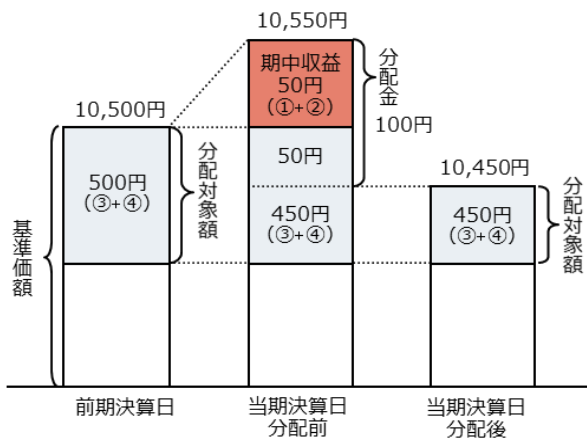 10,550円
期中収益
50円
(①+②)
分配金
100円
10,500円
500円
(③+④)
分配対象額
50円
450円
(③+④)
10,450円
450円
(③+④)
分配対象額
基準価額
前期決算日
当期決算日
分配前
当期決算日
分配後